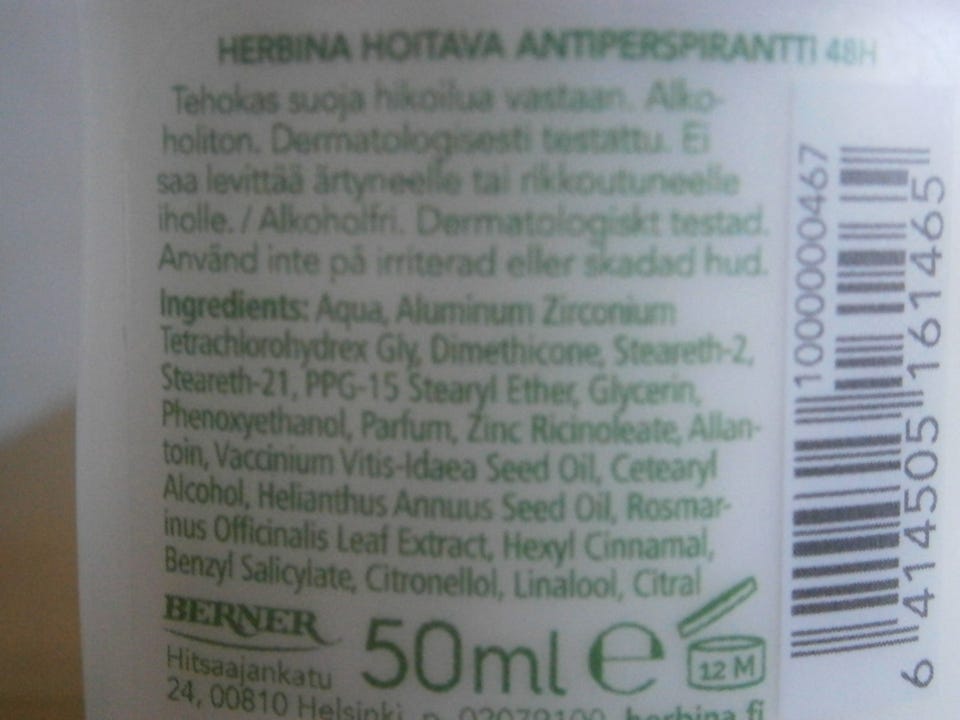 HERBINA HOITAVA ANTIPERSPIRANTTI 48H
Tehokas suoja hikoilua vastaan. Alko-
holiton. Dermatologisesti testattu. Ei
saa levittää ärtyneelle tai rikkoutuneelle
iholle. / Alkoholfri. Dermatologiskt testad.
Använd inte på irriterad eller skadad hud.
Ingredients: Aqua, Aluminum Zirconium
Tetrachlorohydrex Gly, Dimethicone, Steareth-2,
Steareth-21, PPG-15 Stearyl Ether, Glycerin,
Phenoxyethanol, Parfum, Zinc Ricinoleate, Allan-
toin, Vaccinium Vitis-Idaea Seed Oil, Cetearyl
Alcohol, Helianthus Annuus Seed Oil, Rosmar-
inus Officinalis Leaf Extract, Hexyl Cinnamal,
Benzyl Salicylate, Citronellol, Linalool, Citral
BERNER
Hitsaajankatu
24, 00810 Helsinki p. 02079100 herbina.fi
50ml e
12 M
1000000467
6 414505 161465